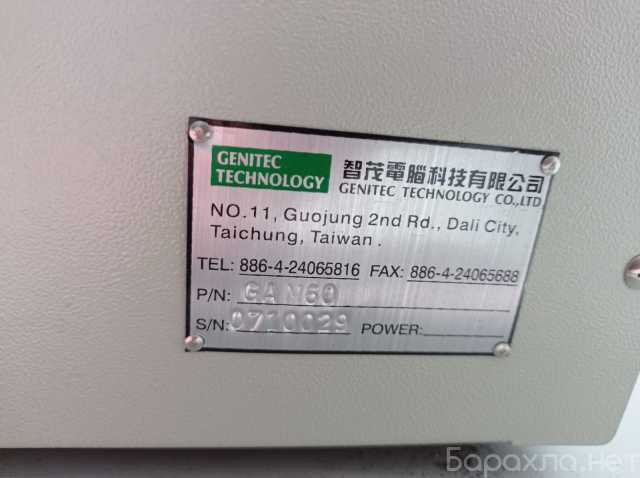 GENITEC
TECHNOLOGY
智茂電腦科技有限公司
GENITEC TECHNOLOGY CO.,LTD
NO.11, Guojung 2nd Rd., Dali City,
Taichung, Taiwan.
TEL: 886-4-24065816 FAX: 886-4-24065688
P/N: GAM60
S/N: 0710029 POWER:
Барахла.нет